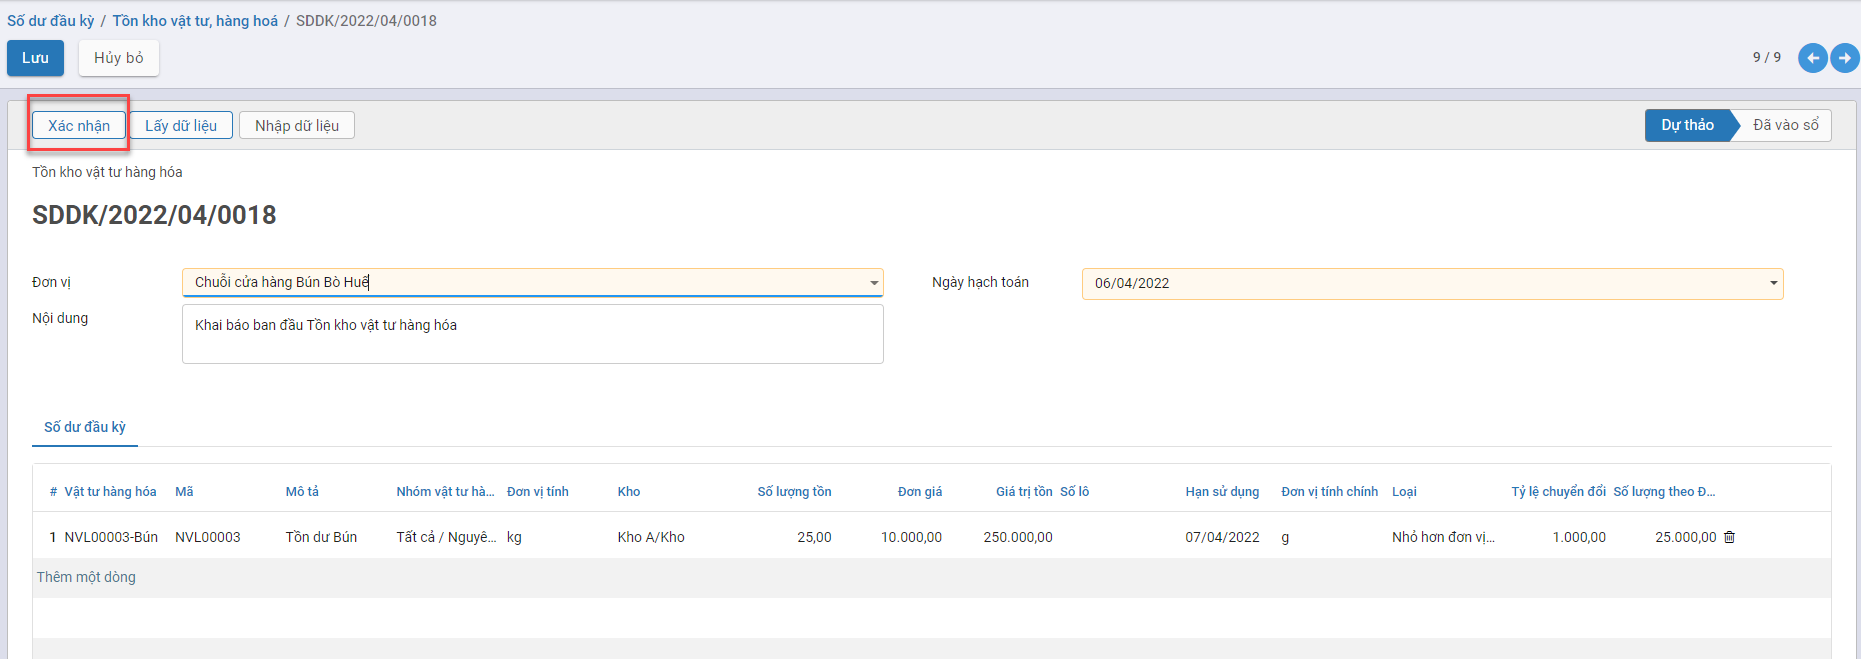 Số dư đầu kỳ / Tồn kho vật tư, hàng hoá / SDDK/2022/04/0018
Lưu Hủy bỏ 9 / 9
Xác nhận Lấy dữ liệu Nhập dữ liệu Dự thảo Đã vào sổ
Tồn kho vật tư hàng hóa
SDDK/2022/04/0018
Đơn vị Chuỗi cửa hàng Bún Bò Huế Ngày hạch toán 06/04/2022
Nội dung Khai báo ban đầu Tồn kho vật tư hàng hóa
Số dư đầu kỳ
# Vật tư hàng hóa Mã Mô tả Nhóm vật tư hà... Đơn vị tính Kho Số lượng tồn Đơn giá Giá trị tồn Số lô Hạn sử dụng Đơn vị tính chính Loại Tỷ lệ chuyển đổi Số lượng theo Đ...
1 NVL00003-Bún NVL00003 Tồn dư Bún Tất cả / Nguyê... kg Kho A/Kho 25,00 10.000,00 250.000,00 07/04/2022 g Nhỏ hơn đơn vị... 1.000,00 25.000,00
Thêm một dòng